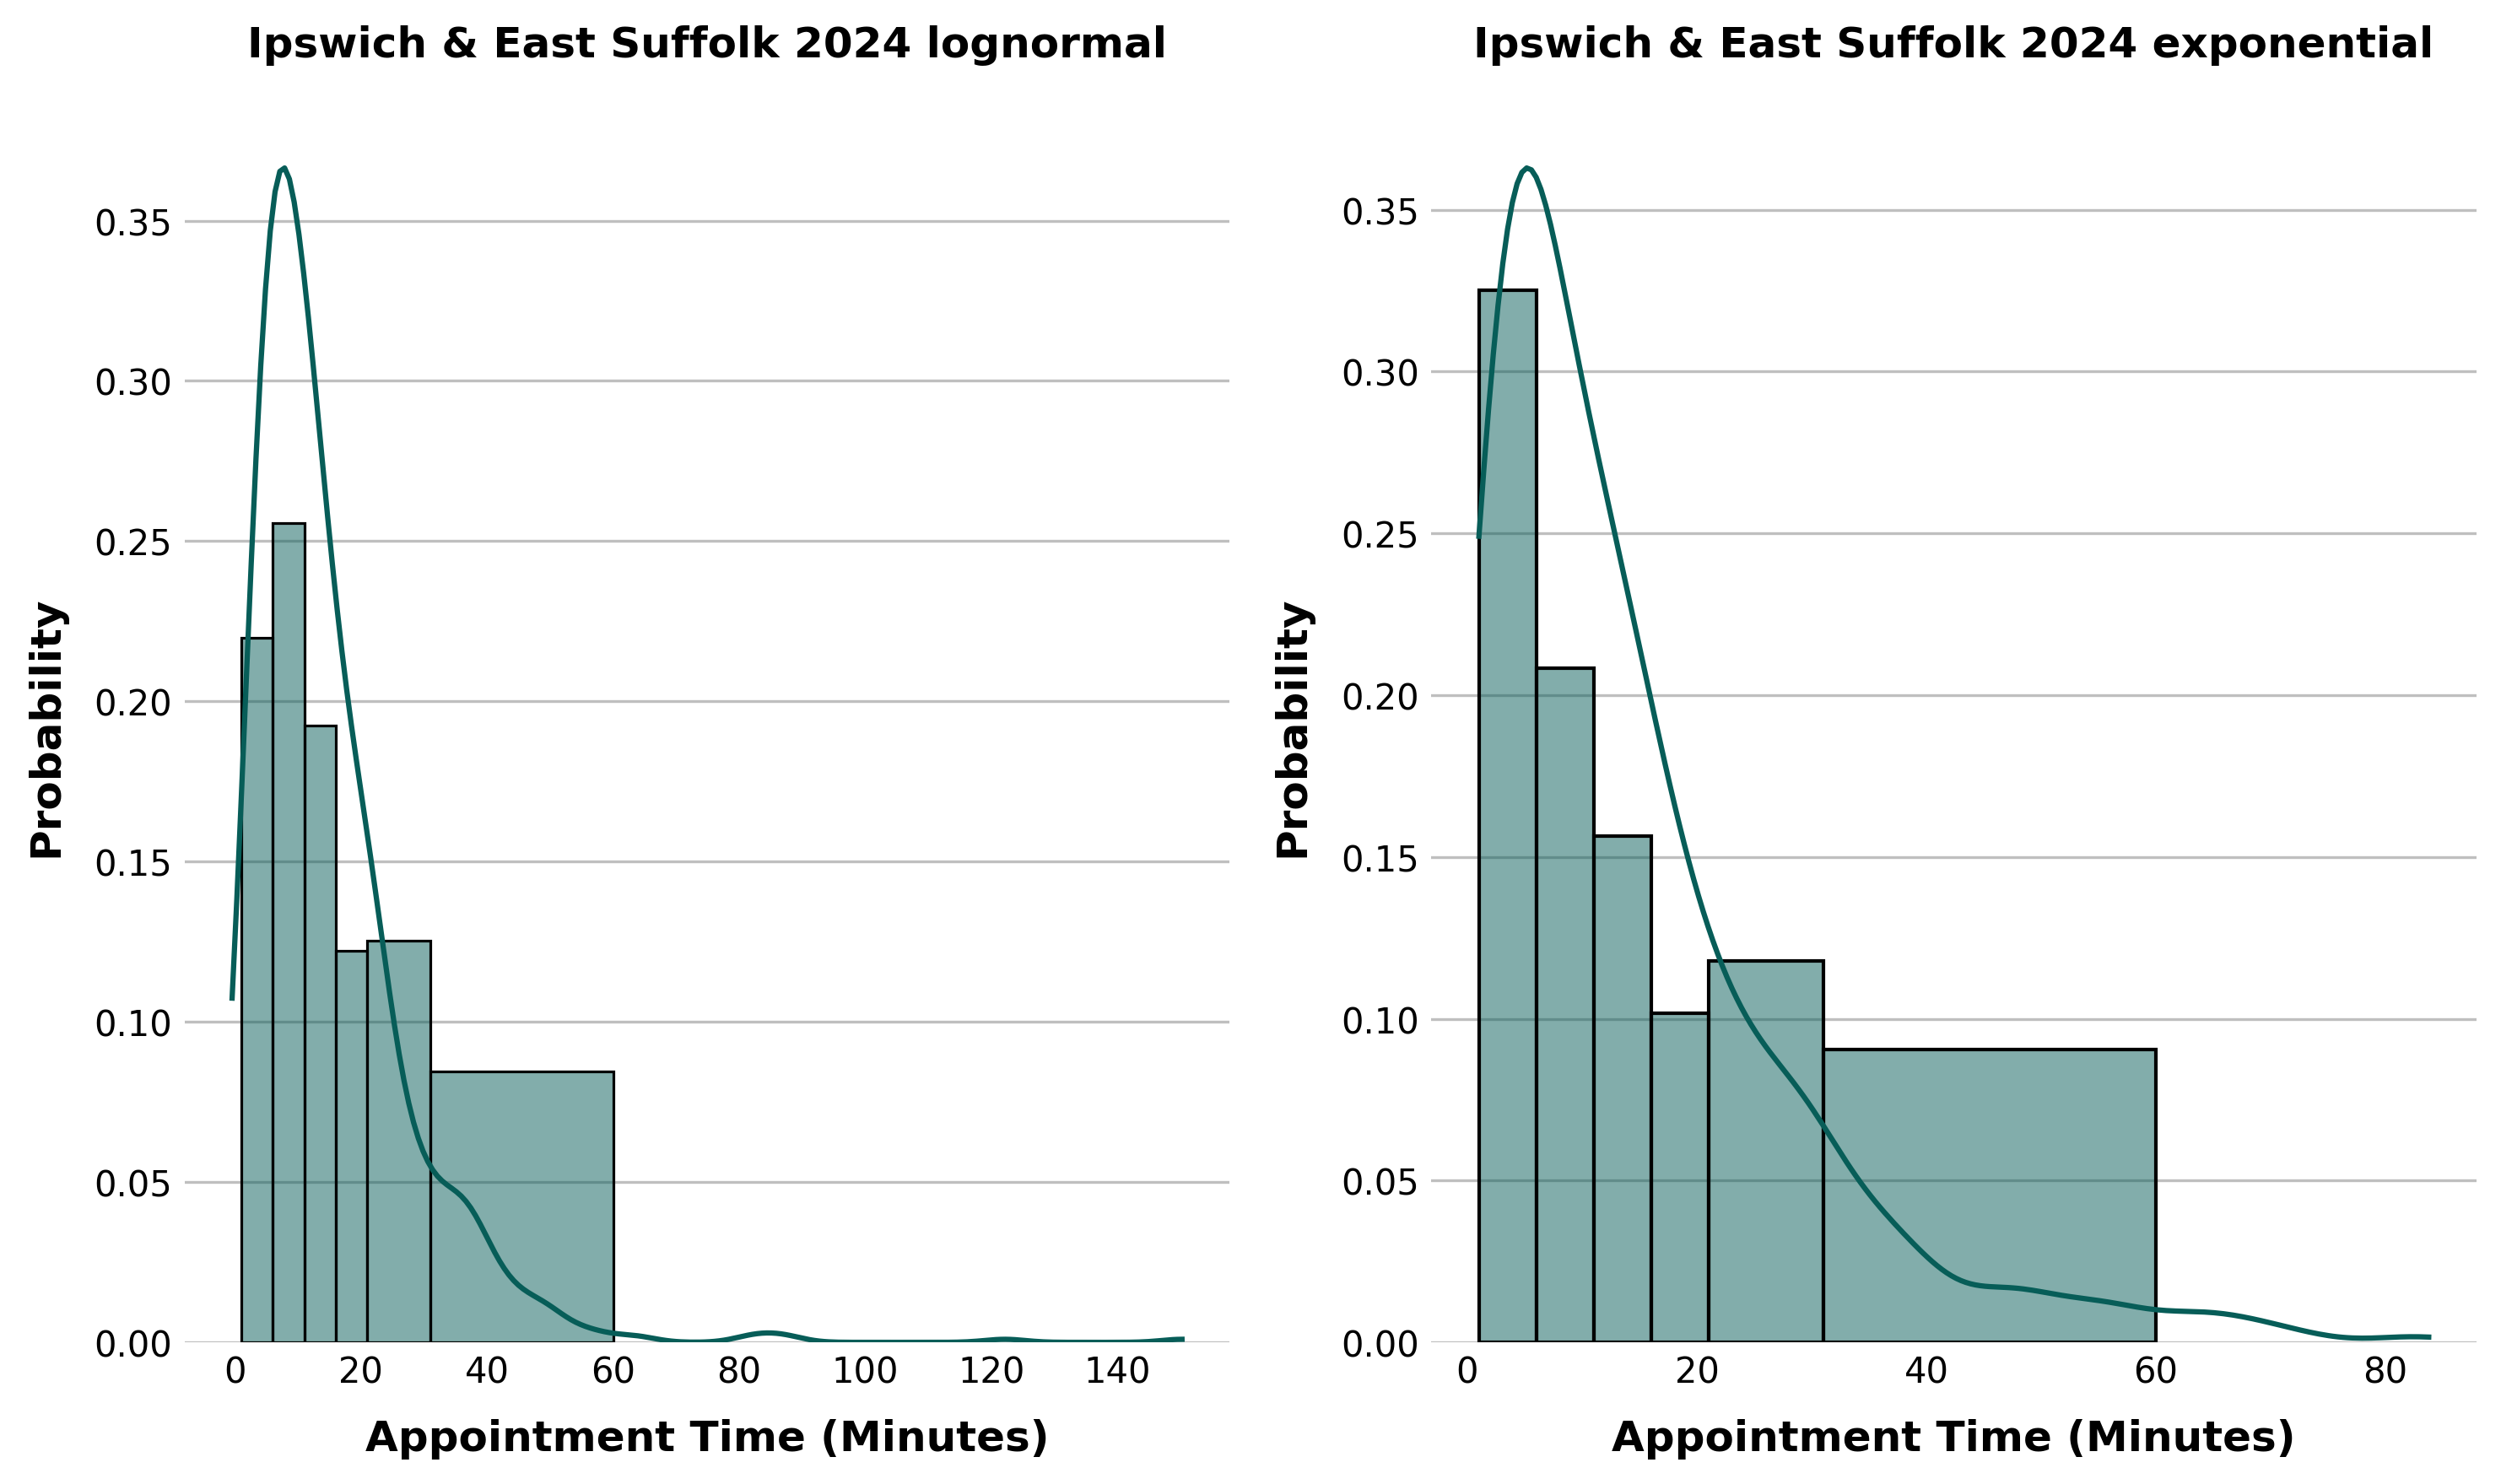 Ipswich & East Suffolk 2024 lognormal
0.35
0.30
0.25
0.20
0.15
0.10
0.05
0.00
Probability
0 20 40 60 80 100 120 140
Appointment Time (Minutes)
Ipswich & East Suffolk 2024 exponential
0.35
0.30
0.25
0.20
0.15
0.10
0.05
0.00
Probability
0 20 40 60 80
Appointment Time (Minutes)